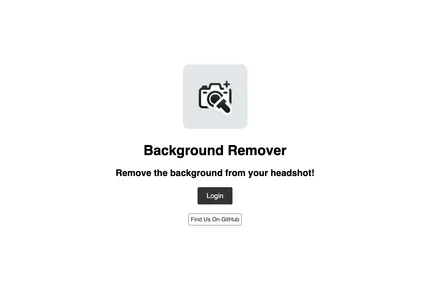 Background Remover
Remove the background from your headshot!
Login
Find Us On GitHub